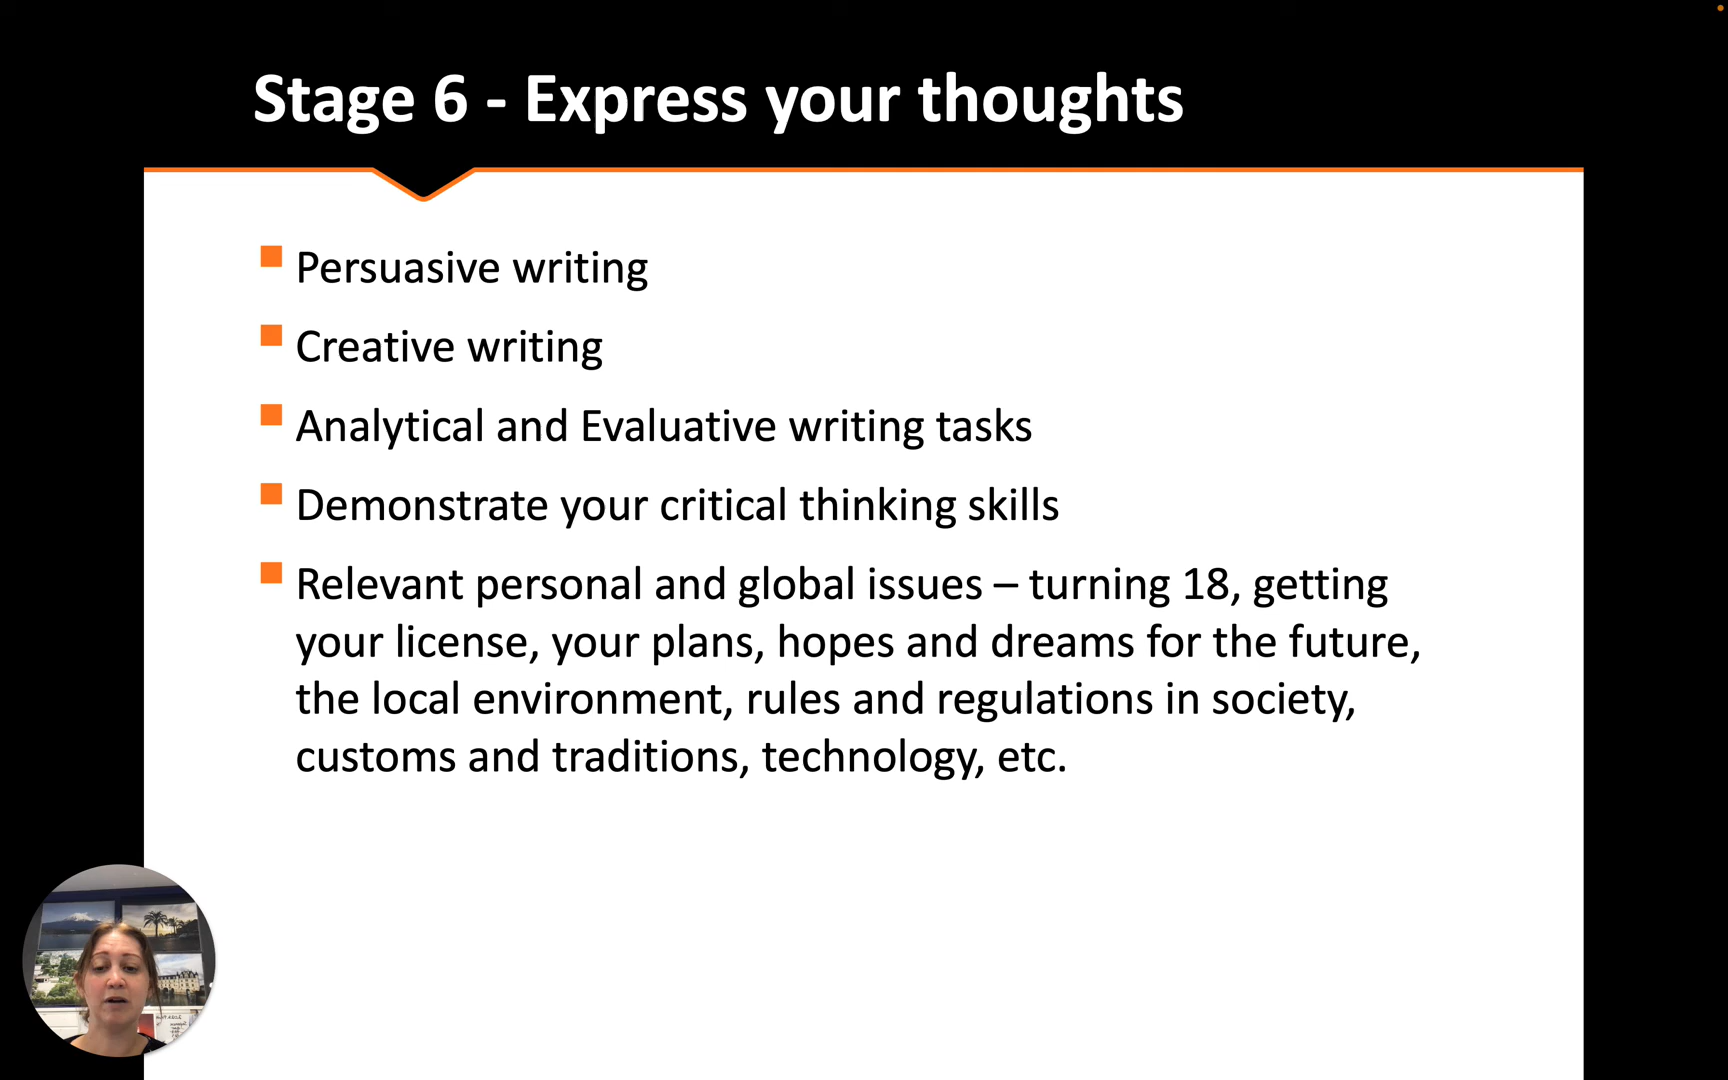 Stage 6 - Express your thoughts
Persuasive writing
Creative writing
Analytical and Evaluative writing tasks
Demonstrate your critical thinking skills
Relevant personal and global issues – turning 18, getting
your license, your plans, hopes and dreams for the future,
the local environment, rules and regulations in society,
customs and traditions, technology, etc.